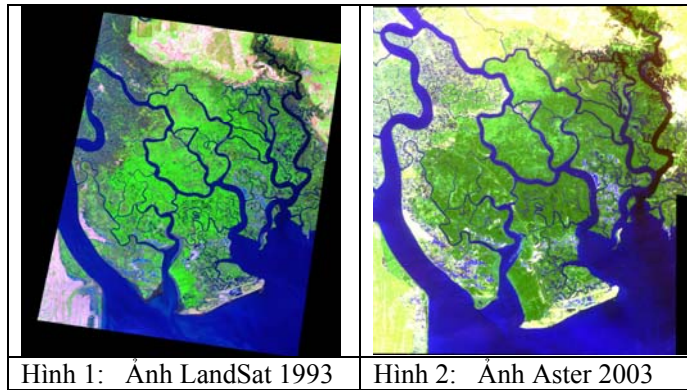 Hình 1: Ảnh LandSat 1993
Hình 2: Ảnh Aster 2003